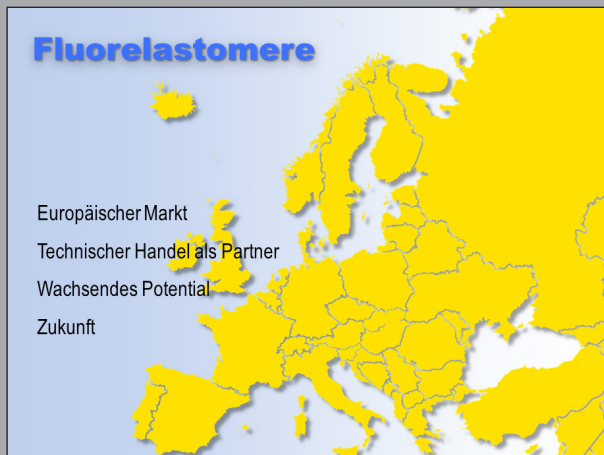 Fluorelastomere
Europäischer Markt
Technischer Handel als Partner
Wachsendes Potential
Zukunft